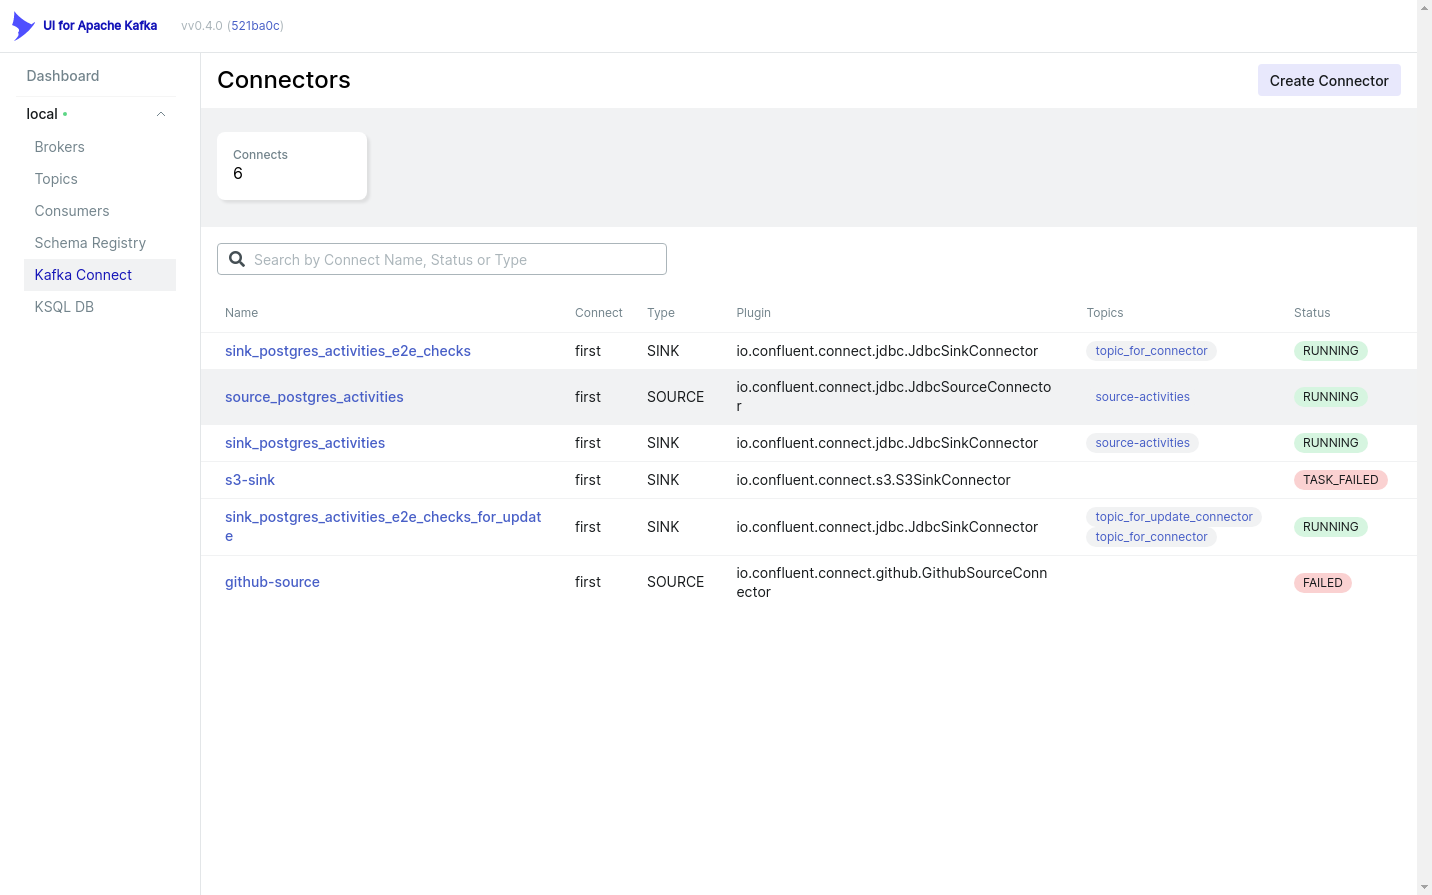 UI for Apache Kafka vv0.4.0 (521ba0c)
Dashboard
local
Brokers
Topics
Consumers
Schema Registry
Kafka Connect
KSQL DB
Connectors
Create Connector
Connects
6
Search by Connect Name, Status or Type
Name Connect Type Plugin Topics Status
sink_postgres_activities_e2e_checks first SINK io.confluent.connect.jdbc.JdbcSinkConnector topic_for_connector RUNNING
source_postgres_activities first SOURCE io.confluent.connect.jdbc.JdbcSourceConnecto source-activities RUNNING
r
sink_postgres_activities first SINK io.confluent.connect.jdbc.JdbcSinkConnector source-activities RUNNING
s3-sink first SINK io.confluent.connect.s3.S3SinkConnector TASK_FAILED
sink_postgres_activities_e2e_checks_for_updat first SINK io.confluent.connect.jdbc.JdbcSinkConnector topic_for_update_connector RUNNING
e topic_for_connector
github-source first SOURCE io.confluent.connect.github.GithubSourceConn FAILED
ector